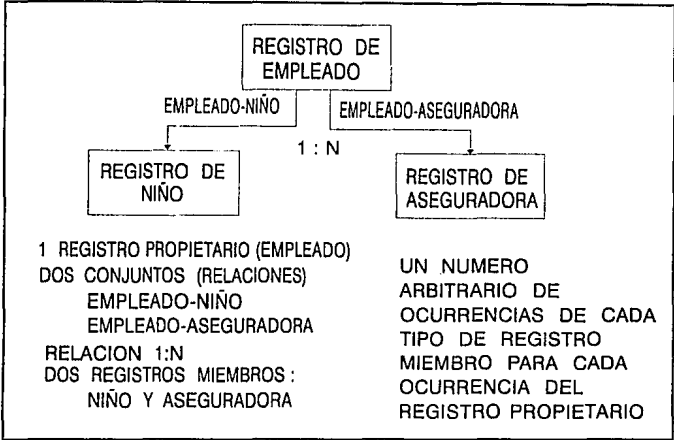 REGISTRO DE
EMPLEADO
EMPLEADO-NIÑO
EMPLEADO-ASEGURADORA
1 : N
REGISTRO DE
NIÑO
REGISTRO DE
ASEGURADORA
1 REGISTRO PROPIETARIO (EMPLEADO)
DOS CONJUNTOS (RELACIONES)
EMPLEADO-NIÑO
EMPLEADO-ASEGURADORA
RELACION 1:N
DOS REGISTROS MIEMBROS :
NIÑO Y ASEGURADORA
UN NUMERO
ARBITRARIO DE
OCURRENCIAS DE CADA
TIPO DE REGISTRO
MIEMBRO PARA CADA
OCURRENCIA DEL
REGISTRO PROPIETARIO